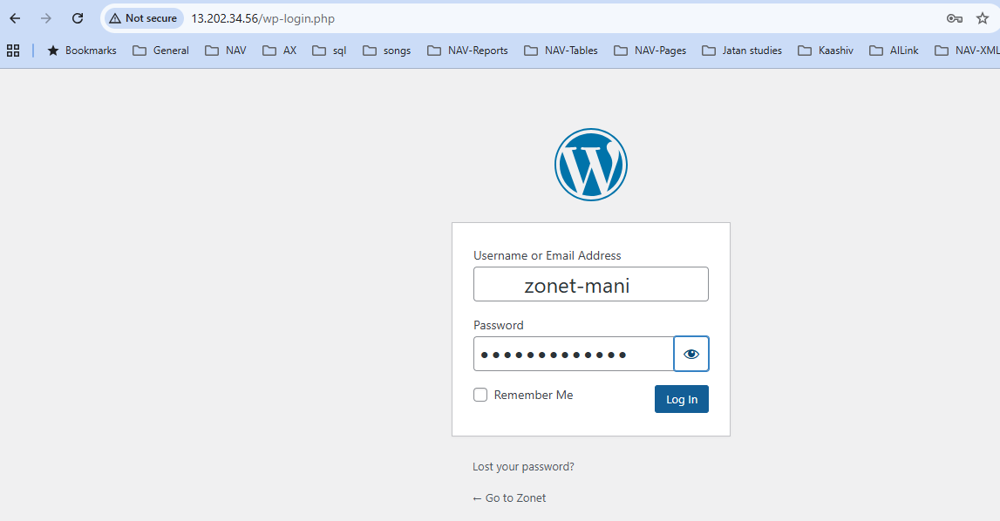 Not secure 13.202.34.56/wp-login.php
Bookmarks General NAV AX sql songs NAV-Reports NAV-Tables NAV-Pages Jatan studies Kaashiv AILink NAV-XML
Username or Email Address
zonet-mani
Password
Remember Me Log In
Lost your password?
← Go to Zonet